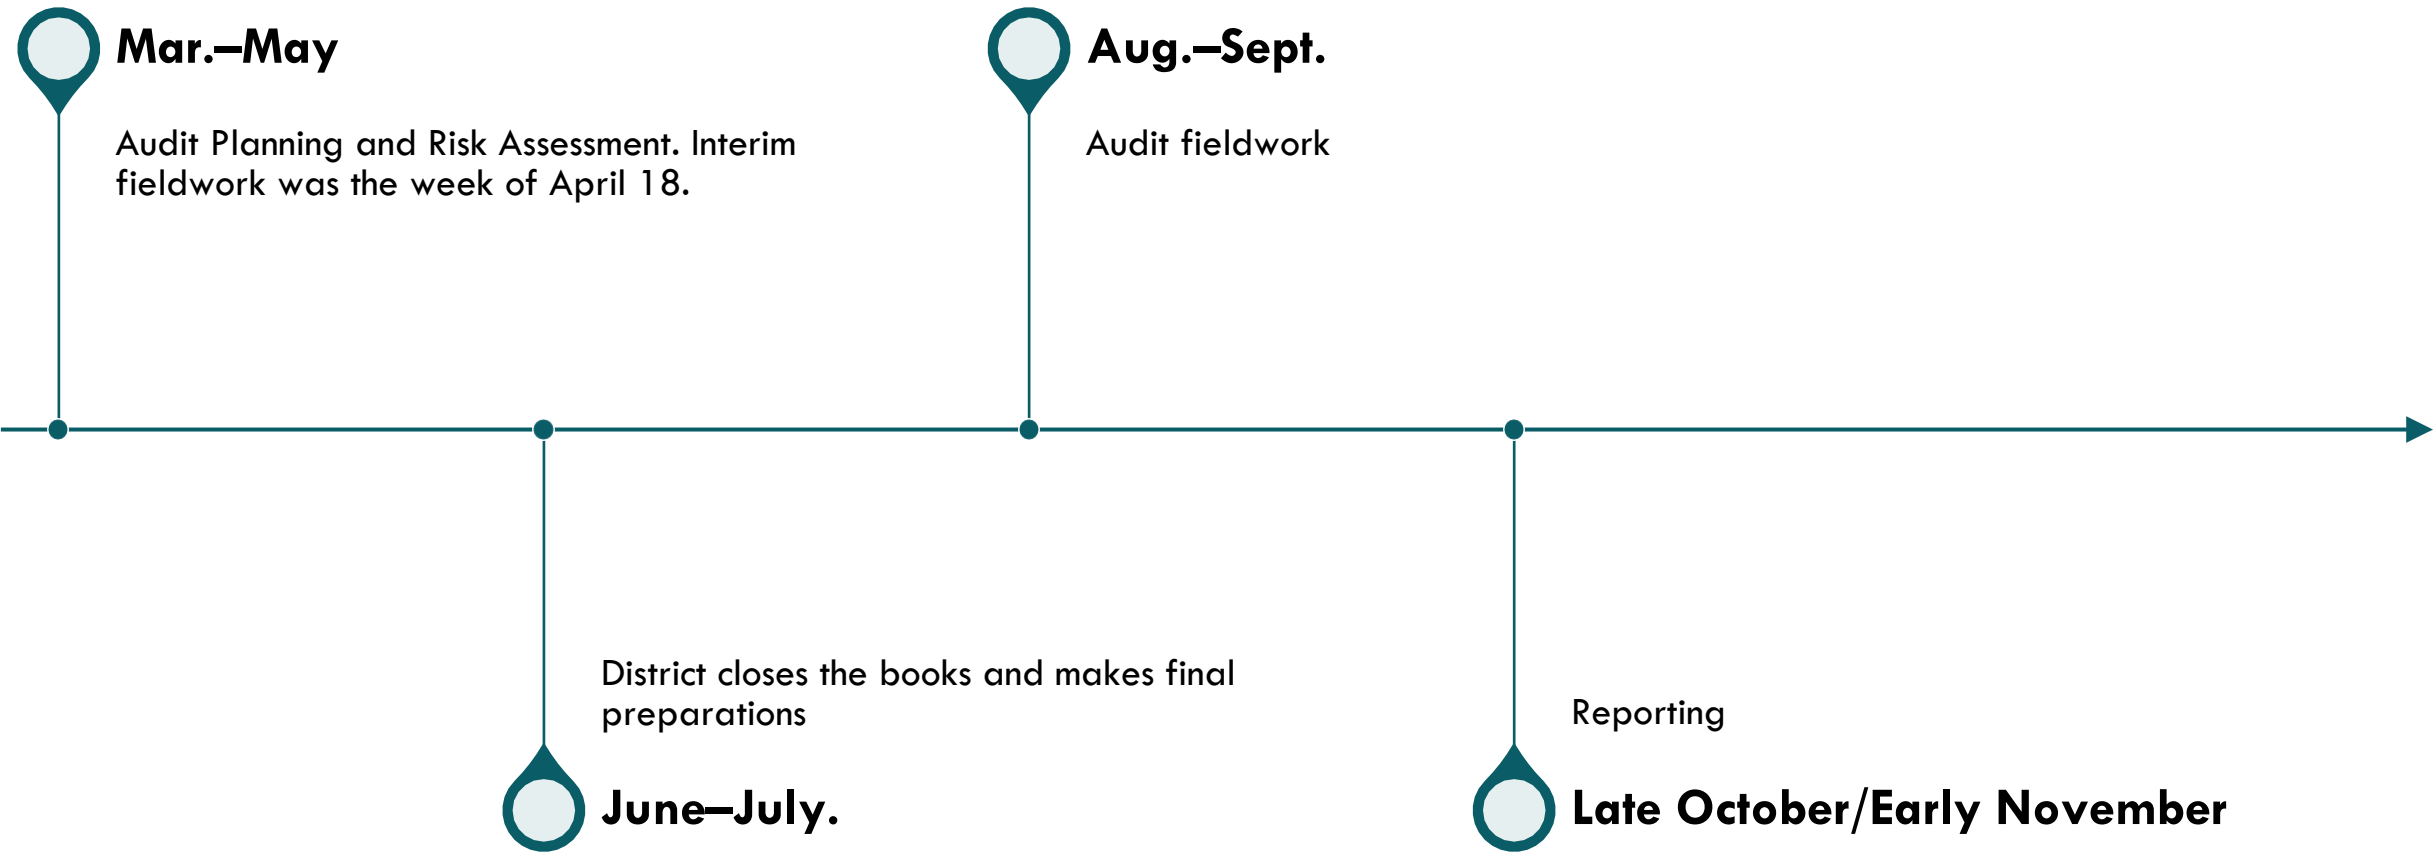 Mar.–May
Audit Planning and Risk Assessment. Interim
fieldwork was the week of April 18.
Aug.–Sept.
Audit fieldwork
District closes the books and makes final
preparations
June–July.
Reporting
Late October/Early November